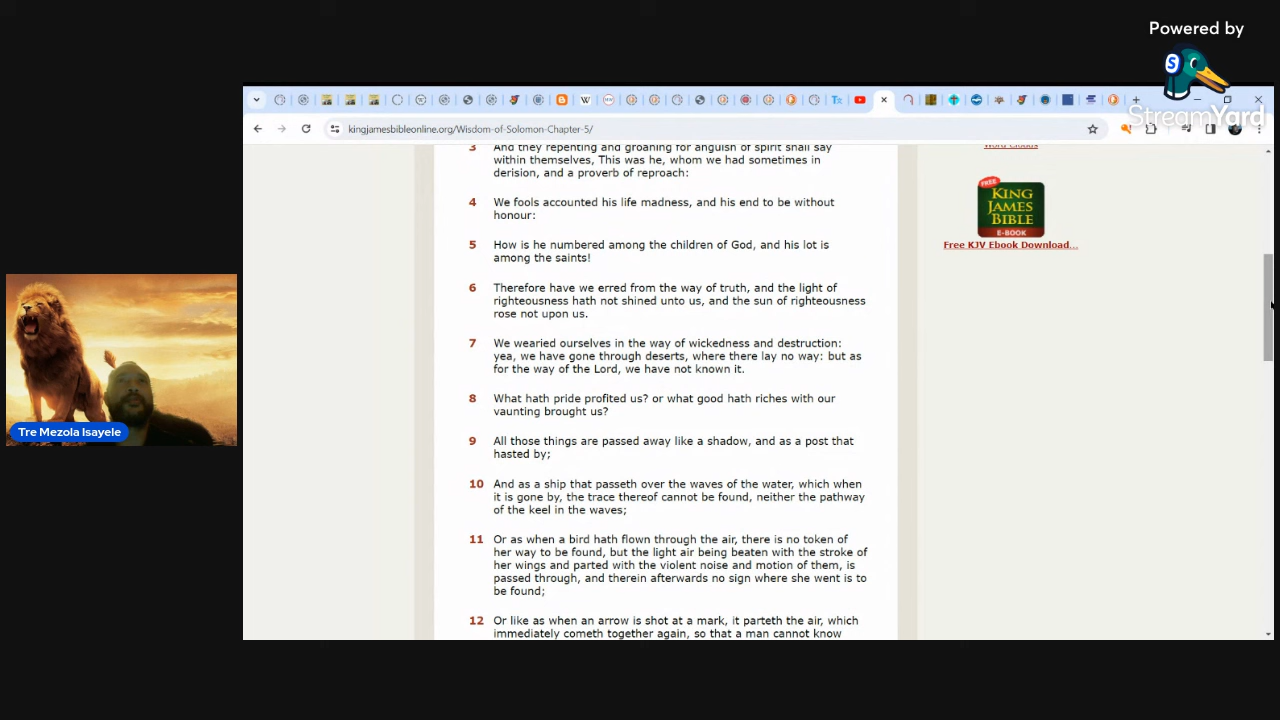 Powered by
S
StreamYard
kingjamesbibleonline.org/Wisdom-of-Solomon-Chapter-5/
3 And they repenting and groaning for anguish of spirit shall say
within themselves, This was he, whom we had sometimes in
derision, and a proverb of reproach:
4 We fools accounted his life madness, and his end to be without
honour:
5 How is he numbered among the children of God, and his lot is
among the saints!
6 Therefore have we erred from the way of truth, and the light of
righteousness hath not shined unto us, and the sun of righteousness
rose not upon us.
7 We wearied ourselves in the way of wickedness and destruction:
yea, we have gone through deserts, where there lay no way: but as
for the way of the Lord, we have not known it.
8 What hath pride profited us? or what good hath riches with our
vaunting brought us?
9 All those things are passed away like a shadow, and as a post that
hasted by;
10 And as a ship that passeth over the waves of the water, which when
it is gone by, the trace thereof cannot be found, neither the pathway
of the keel in the waves;
11 Or as when a bird hath flown through the air, there is no token of
her way to be found, but the light air being beaten with the stroke of
her wings and parted with the violent noise and motion of them, is
passed through, and therein afterwards no sign where she went is to
be found;
12 Or like as when an arrow is shot at a mark, it parteth the air, which
immediately cometh together again, so that a man cannot know
Word Clouds
FREE
KING
JAMES
BIBLE
E-BOOK
Free KJV Ebook Download...
Tre Mezola Isayele